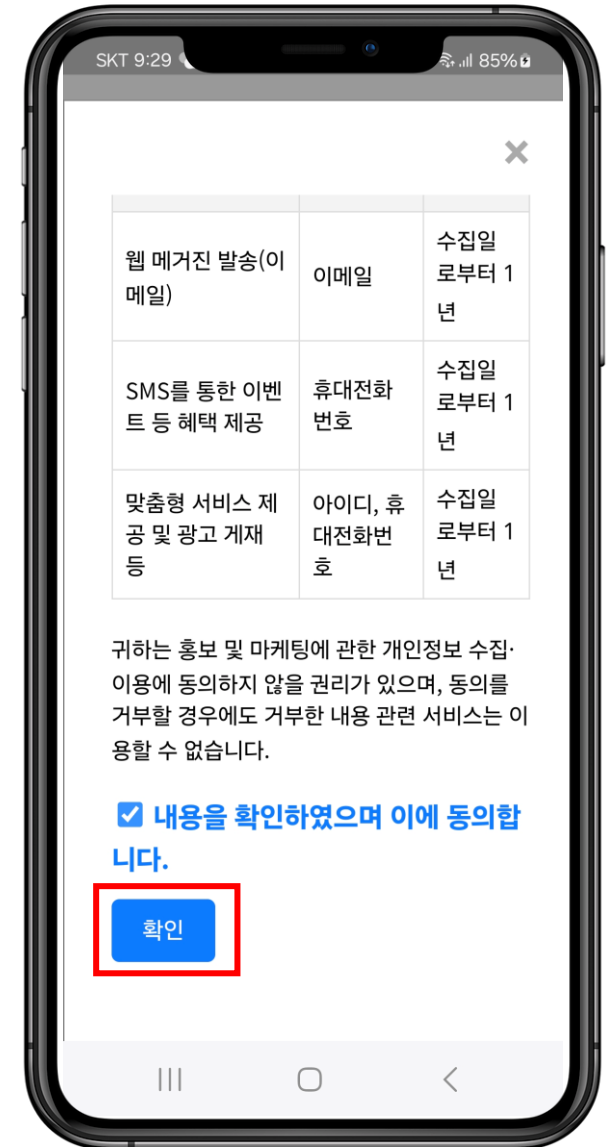 SKT 9:29
85%
웹 메거진 발송(이
메일)
이메일
수집일
로부터 1
년
SMS를 통한 이벤
트 등 혜택 제공
휴대전화
번호
수집일
로부터 1
년
맞춤형 서비스 제
공 및 광고 게재
등
아이디, 휴
대전화번
호
수집일
로부터 1
년
귀하는 홍보 및 마케팅에 관한 개인정보 수집·
이용에 동의하지 않을 권리가 있으며, 동의를
거부할 경우에도 거부한 내용 관련 서비스는 이
용할 수 없습니다.
내용을 확인하였으며 이에 동의합
니다.
확인